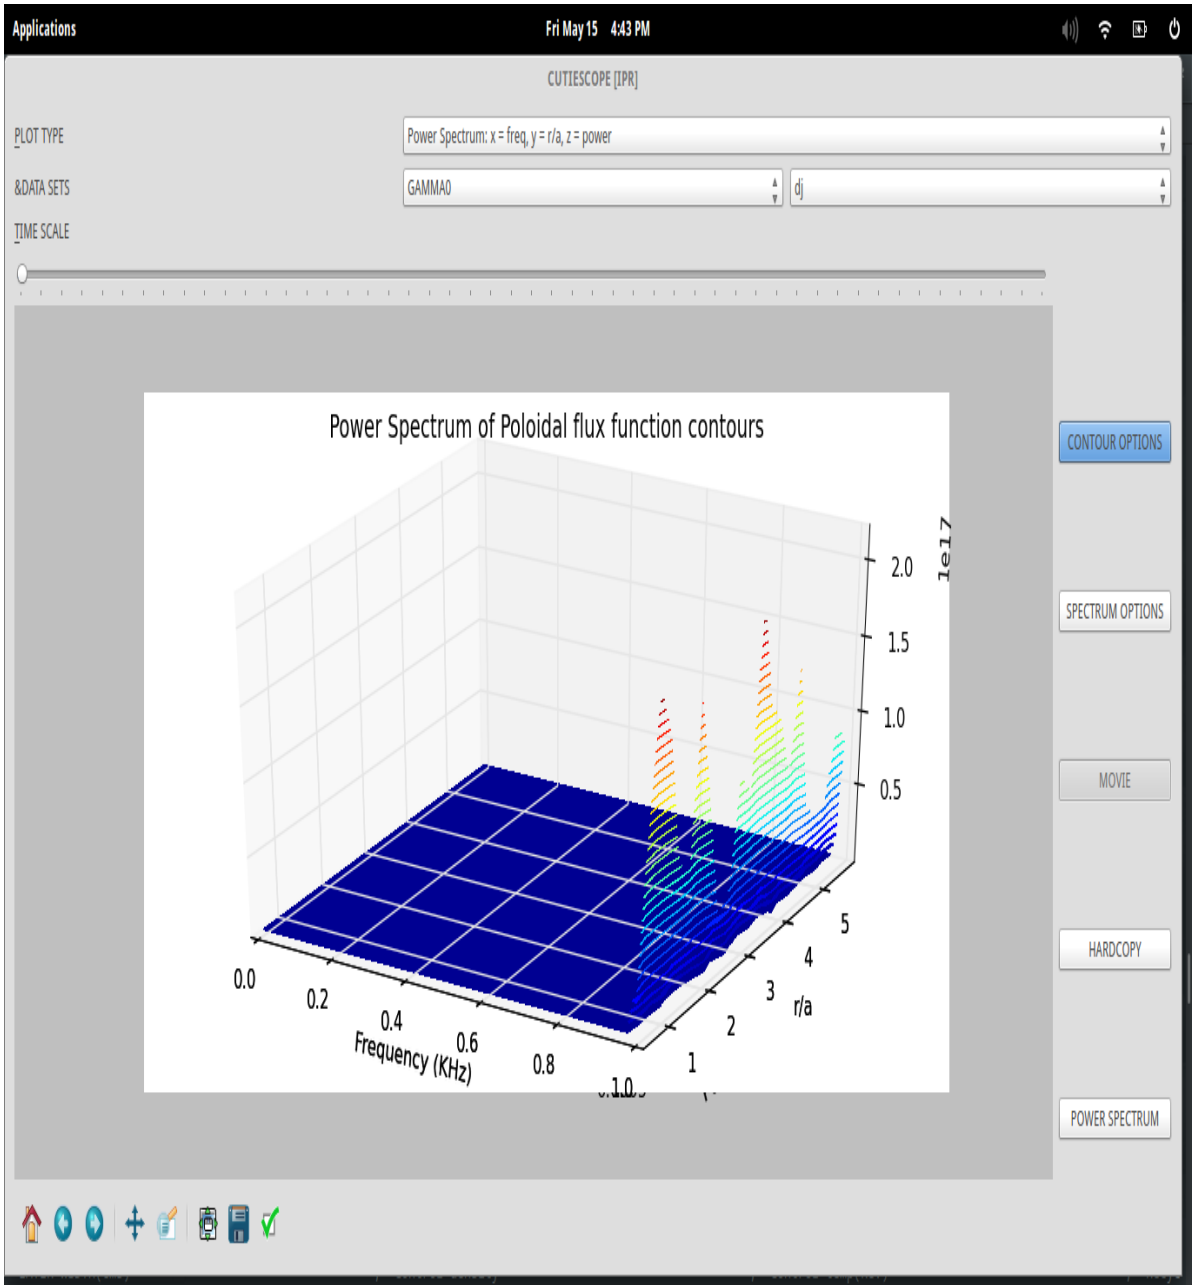 Applications Fri May 15 4:43 PM
CUTIESCOPE [IPR]
PLOT TYPE Power Spectrum: x = freq, y = r/a, z = power
&DATA SETS GAMMA0 dj
TIME SCALE
Power Spectrum of Poloidal flux function contours
1e17
2.0
1.5
1.0
0.5
0.0
0.2
0.4
0.6
0.8
1.0
Frequency (KHz)
1
2
3
4
5
r/a
CONTOUR OPTIONS
SPECTRUM OPTIONS
MOVIE
HARDCOPY
POWER SPECTRUM